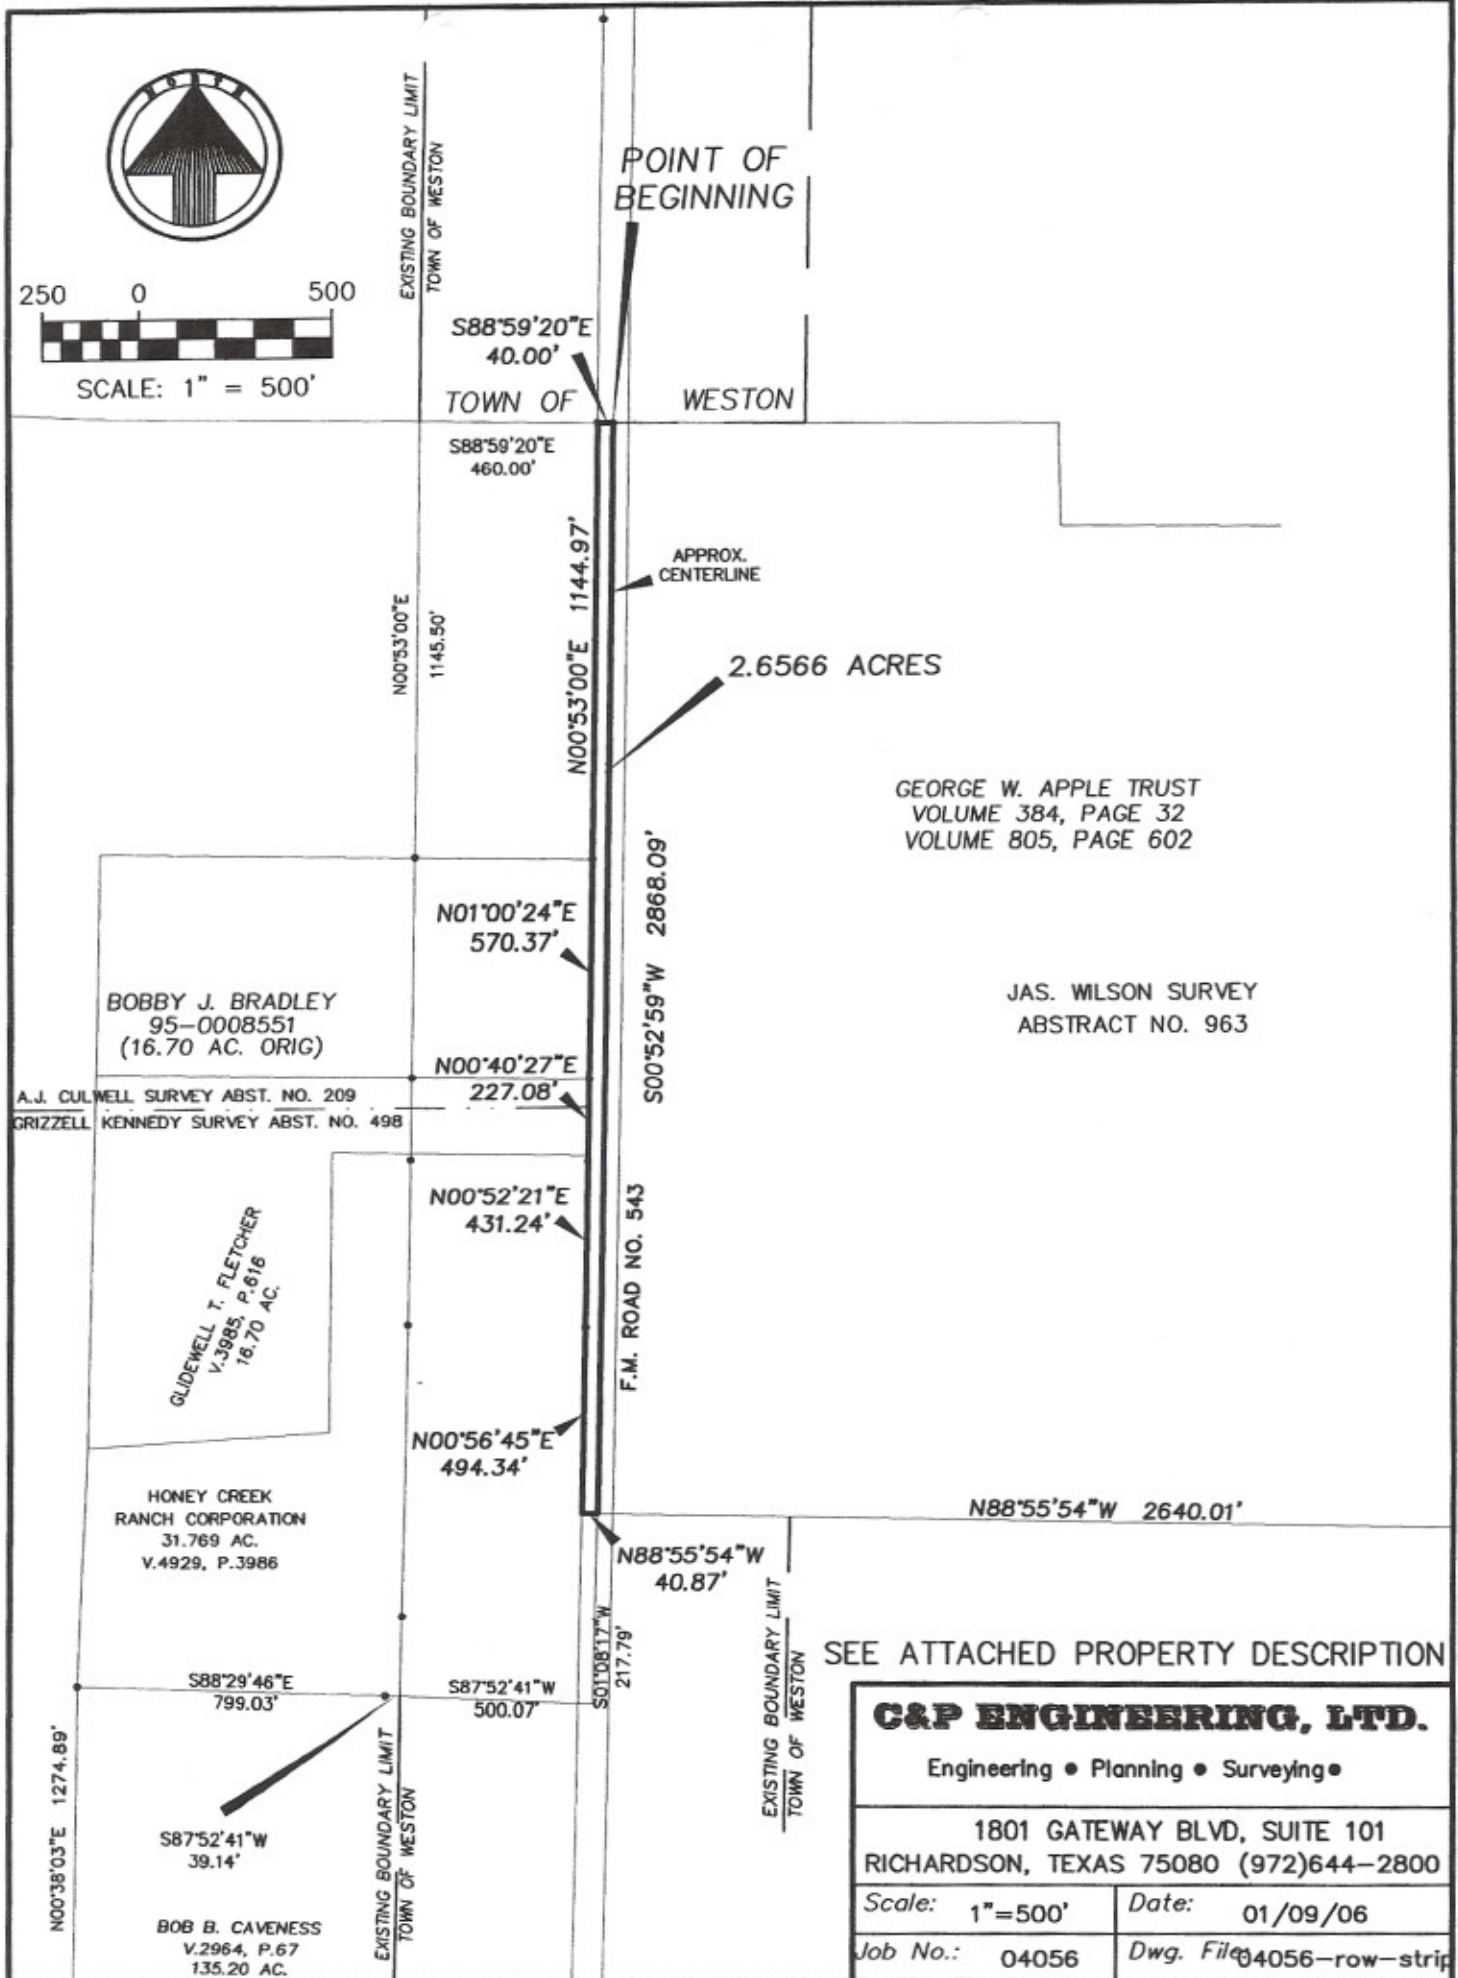 NORTH
250 0 500
SCALE: 1" = 500'
EXISTING BOUNDARY LIMIT
TOWN OF WESTON
POINT OF
BEGINNING
S88°59'20"E
40.00'
TOWN OF WESTON
S88°59'20"E
460.00'
N00°53'00"E
1145.50'
N00°53'00"E 1144.97'
APPROX.
CENTERLINE
2.6566 ACRES
GEORGE W. APPLE TRUST
VOLUME 384, PAGE 32
VOLUME 805, PAGE 602
S00°52'59"W 2868.09'
N01°00'24"E
570.37'
JAS. WILSON SURVEY
ABSTRACT NO. 963
BOBBY J. BRADLEY
95-0008551
(16.70 AC. ORIG)
N00°40'27"E
227.08'
A.J. CULWELL SURVEY ABST. NO. 209
GRIZZELL KENNEDY SURVEY ABST. NO. 498
N00°52'21"E
431.24'
F.M. ROAD NO. 543
GLIDEWELL T. FLETCHER
V.3985, P.616
16.70 AC.
N00°56'45"E
494.34'
HONEY CREEK
RANCH CORPORATION
31.769 AC.
V.4929, P.3986
N88°55'54"W 2640.01'
N88°55'54"W
40.87'
S01°08'17"W
217.79'
EXISTING BOUNDARY LIMIT
TOWN OF WESTON
S88°29'46"E
799.03'
S87°52'41"W
500.07'
N00°38'03"E 1274.89'
S87°52'41"W
39.14'
EXISTING BOUNDARY LIMIT
TOWN OF WESTON
BOB B. CAVENESS
V.2964, P.67
135.20 AC.
SEE ATTACHED PROPERTY DESCRIPTION
C&P ENGINEERING, LTD.
Engineering • Planning • Surveying•
1801 GATEWAY BLVD, SUITE 101
RICHARDSON, TEXAS 75080 (972)644-2800
Scale: 1"=500' Date: 01/09/06
Job No.: 04056 Dwg. File: 04056-row-strip